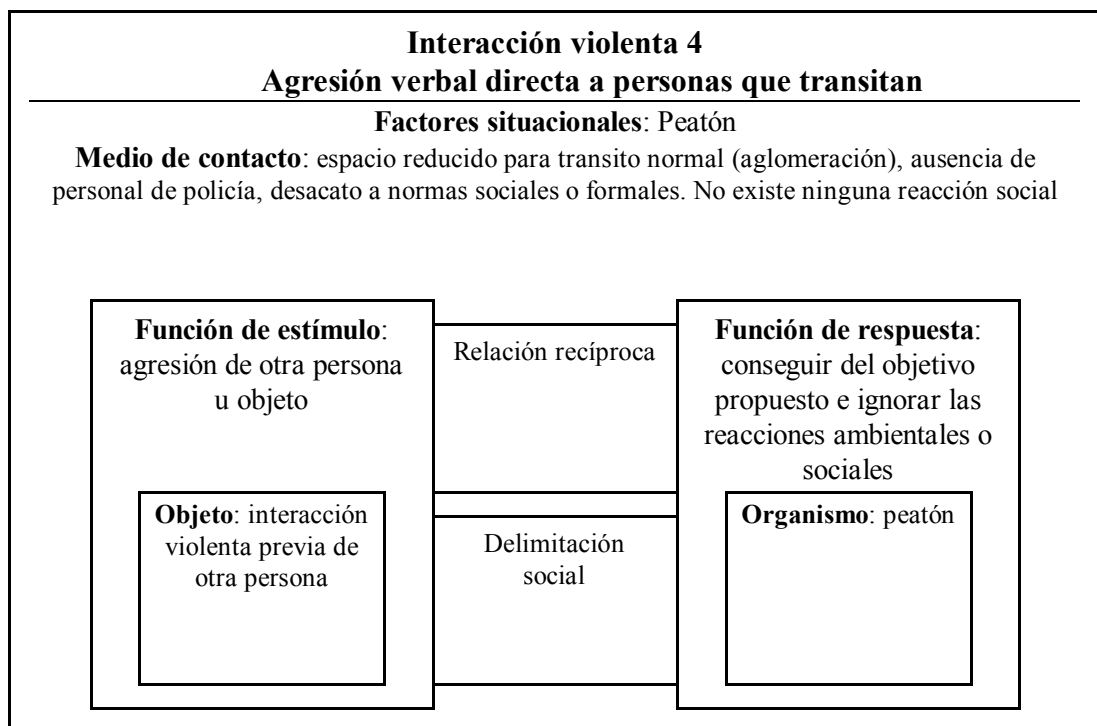 Interacción violenta 4
Agresión verbal directa a personas que transitan
Factores situacionales: Peatón
Medio de contacto: espacio reducido para transito normal (aglomeración), ausencia de
personal de policía, desacato a normas sociales o formales. No existe ninguna reacción social
Función de estímulo:
agresión de otra persona
u objeto
Objeto: interacción
violenta previa de
otra persona
Relación recíproca
Delimitación
social
Función de respuesta:
conseguir del objetivo
propuesto e ignorar las
reacciones ambientales o
sociales
Organismo: peatón